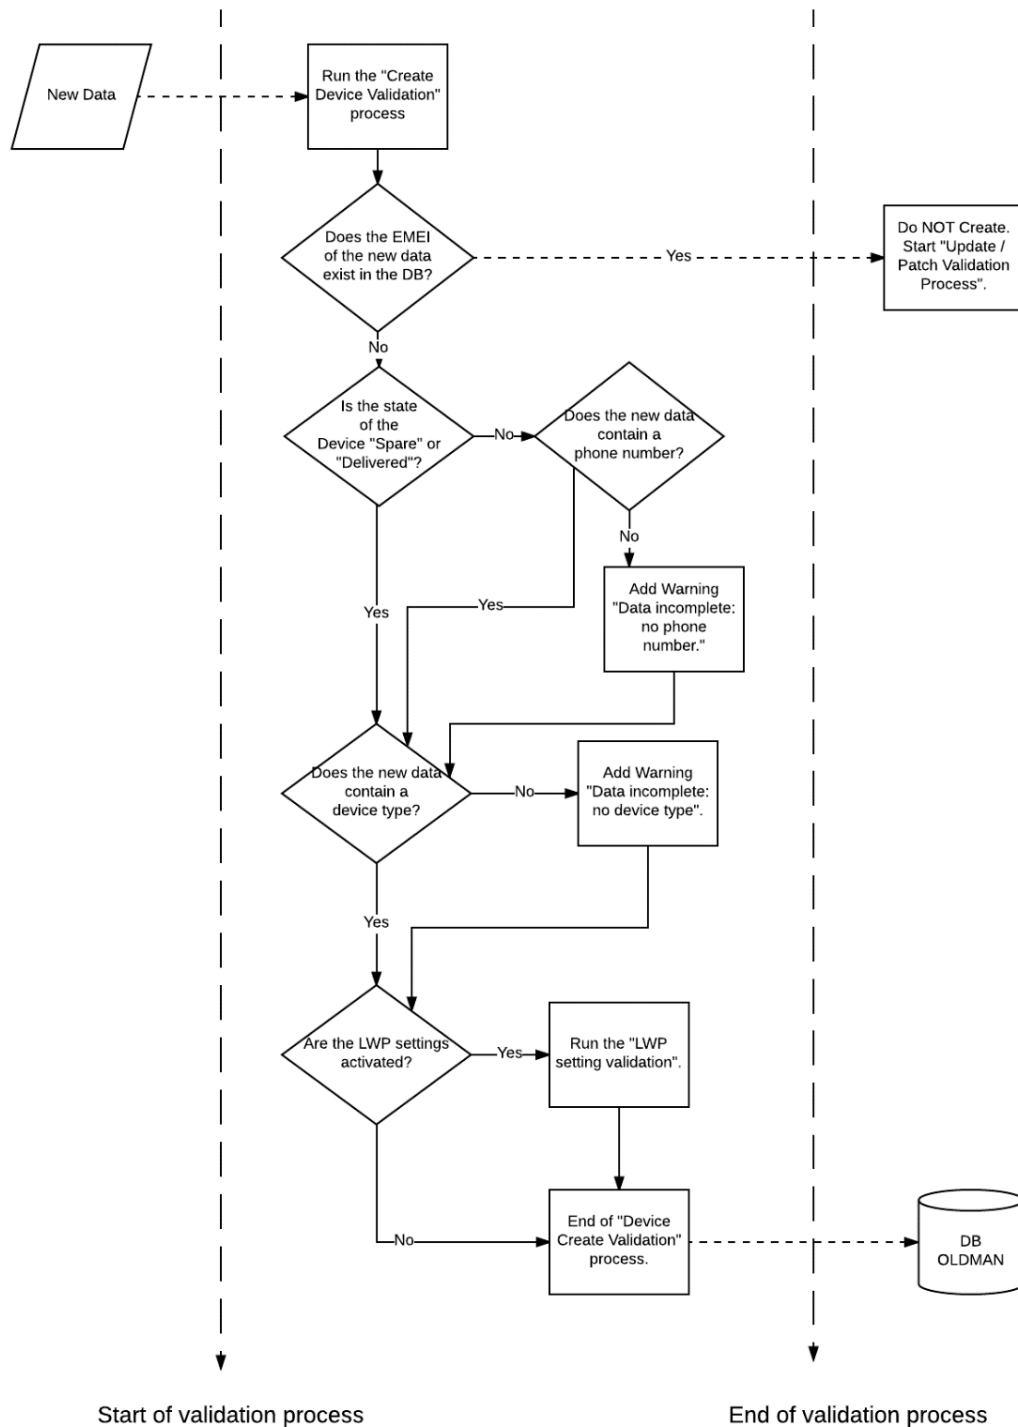 New Data
Run the "Create
Device Validation"
process
Does the EMEI
of the new data
exist in the DB?
Yes
Do NOT Create.
Start "Update /
Patch Validation
Process".
No
Is the state
of the
Device "Spare" or
"Delivered"?
No
Does the new data
contain a
phone number?
No
Add Warning
"Data incomplete:
no phone
number."
Yes
Yes
Does the new data
contain a
device type?
No
Add Warning
"Data incomplete:
no device type".
Yes
Are the LWP settings
activated?
Yes
Run the "LWP
setting validation".
No
End of "Device
Create Validation"
process.
DB
OLDMAN
Start of validation process
End of validation process